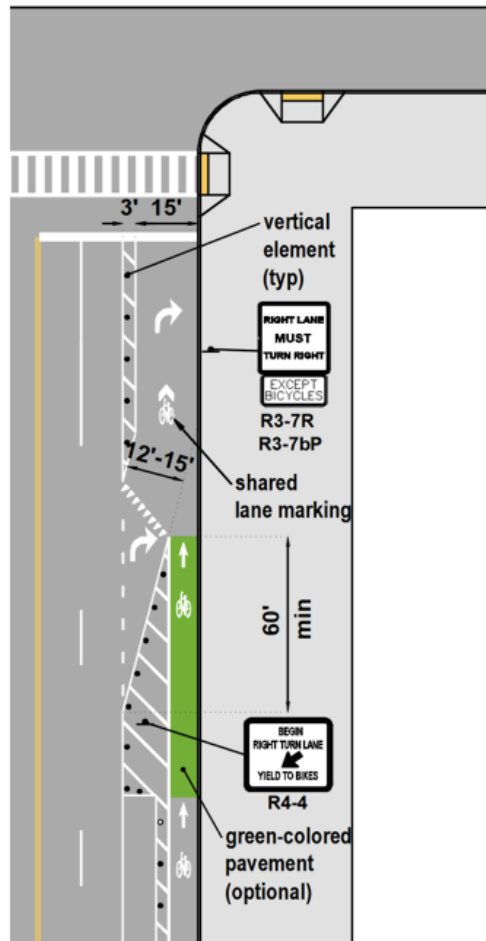 3' 15'
vertical
element
(typ)
RIGHT LANE
MUST
TURN RIGHT
EXCEPT
BICYCLES
R3-7R
R3-7bP
12'-15'
shared
lane marking
60'
min
BEGIN
RIGHT TURN LANE
YIELD TO BIKES
R4-4
green-colored
pavement
(optional)